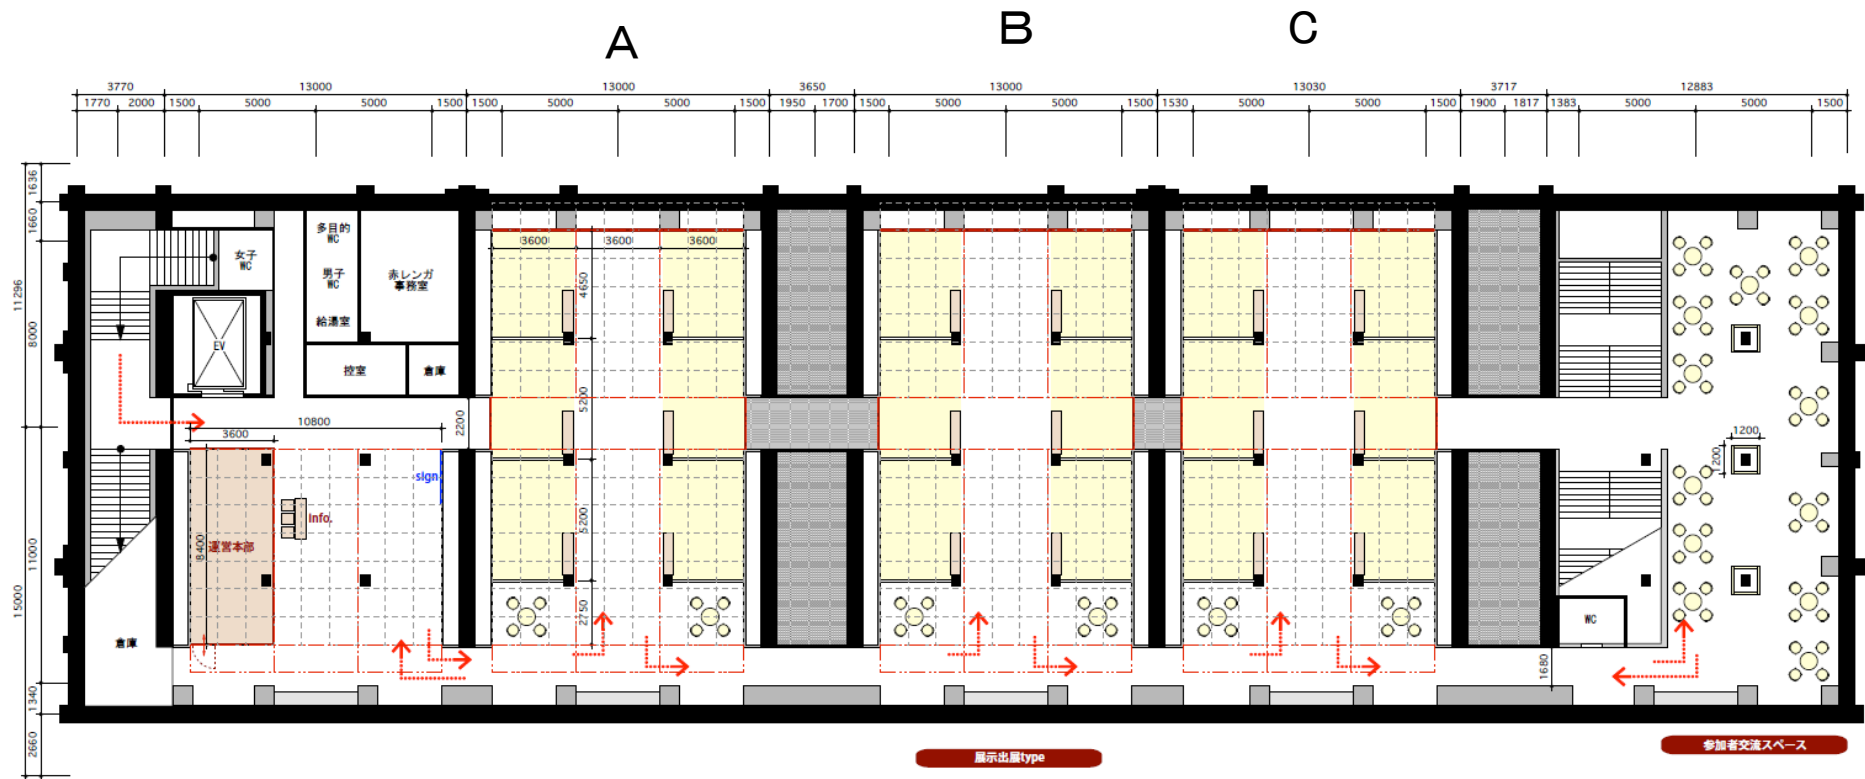 A
B
C
3770 13000 13000 3650 13000 13030 3717 12883
1770 2000 1500 5000 5000 1500 1500 5000 5000 1500 1950 1700 1500 5000 5000 1500 1530 5000 5000 1500 1900 1817 1383 5000 5000 1500
1636
1660
11296
8000
11000
15000
1340
2660
女子
WC
EV
多目的
WC
男子
WC
給湯室
赤レンガ
事務室
控室
倉庫
3600 3600 3600
4650
5200
5200
2750
10800
3600
2200
8400
sign
info.
運営本部
倉庫
1200
1200
WC
1680
展示出展type
参加者交流スペース